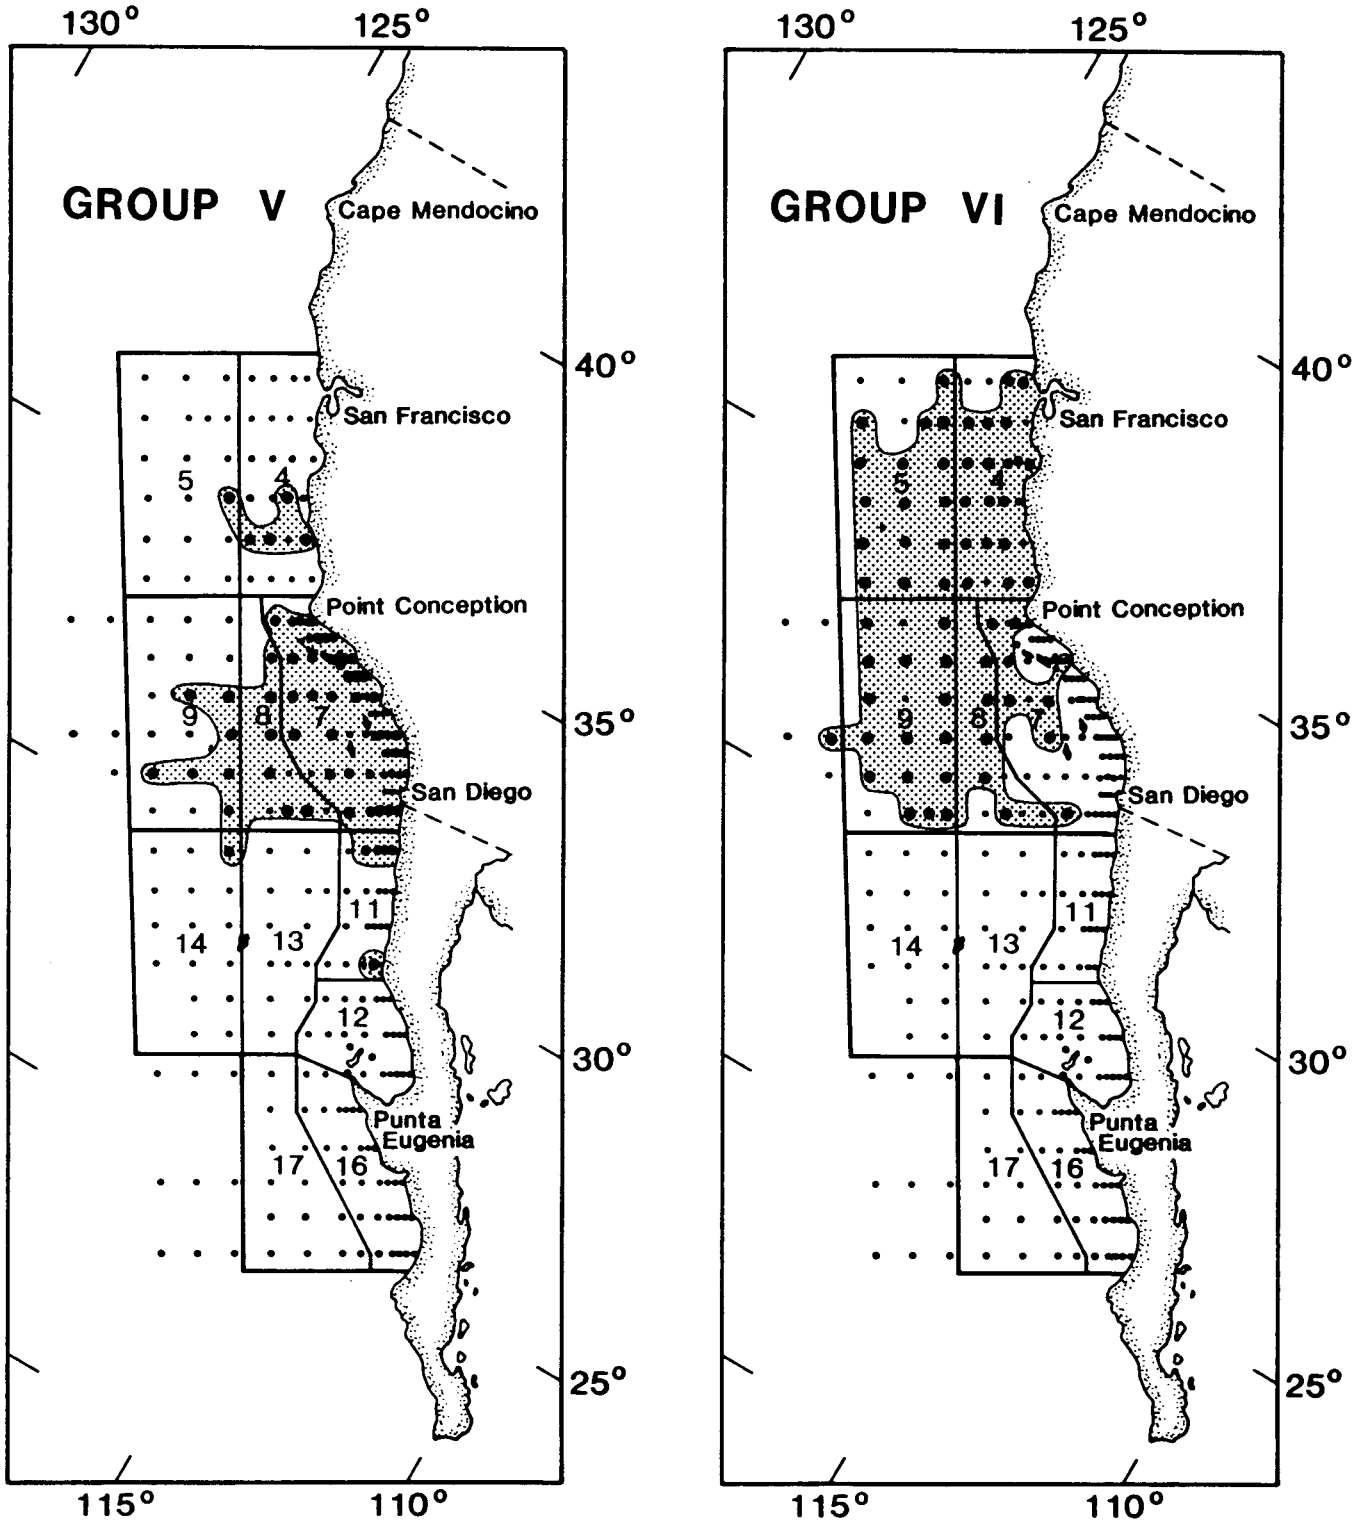 130° 125°
GROUP V
Cape Mendocino
40°
San Francisco
5 4
Point Conception
9 8 7
35°
San Diego
11
14 13
12
30°
Punta
Eugenia
17 16
25°
115° 110°
130° 125°
GROUP VI
Cape Mendocino
40°
San Francisco
5 4
Point Conception
9 8 7
35°
San Diego
11
14 13
12
30°
Punta
Eugenia
17 16
25°
115° 110°